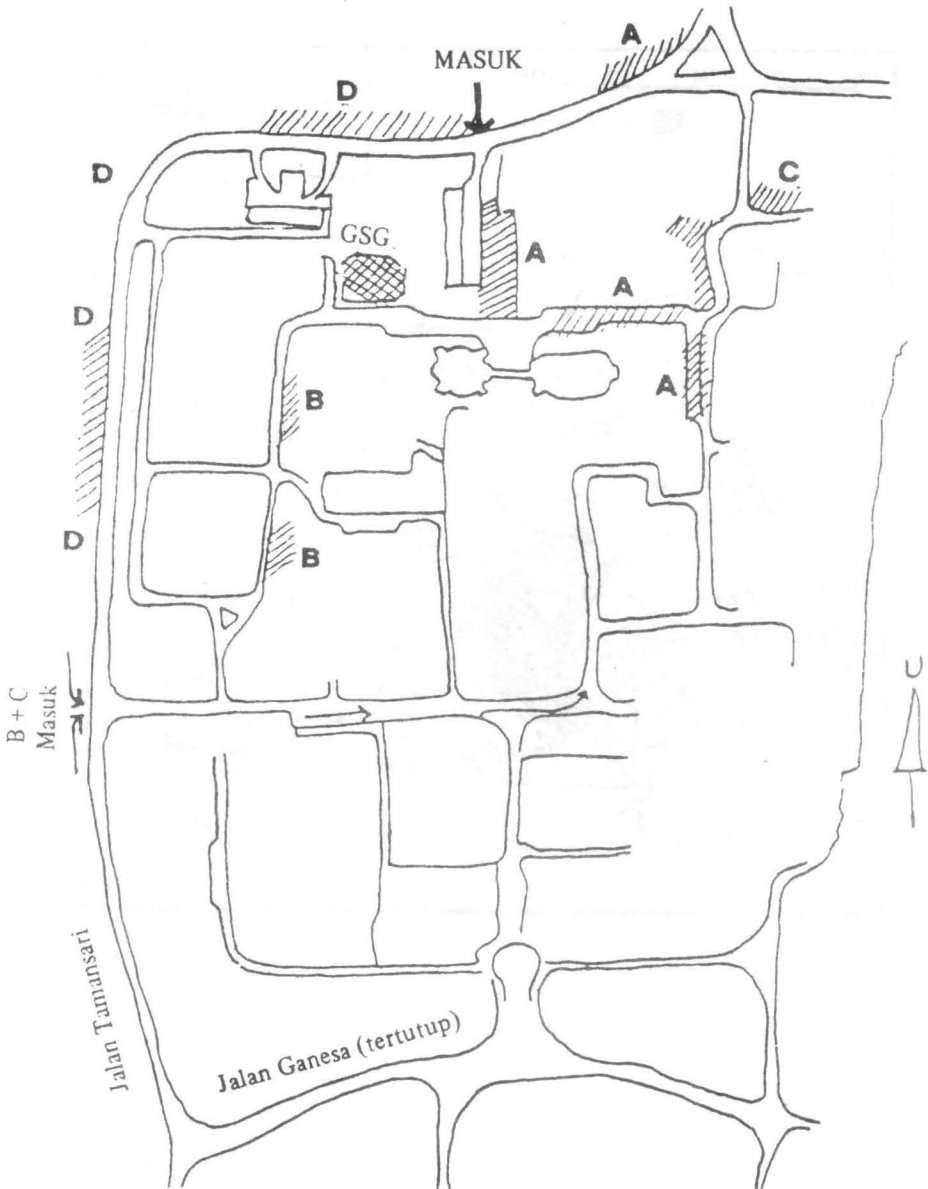 A
MASUK
D
D
C
GSG
A
A
D
A
B
D
B
U
B + C
Masuk
Jalan Tamansari
Jalan Ganesa (tertutup)